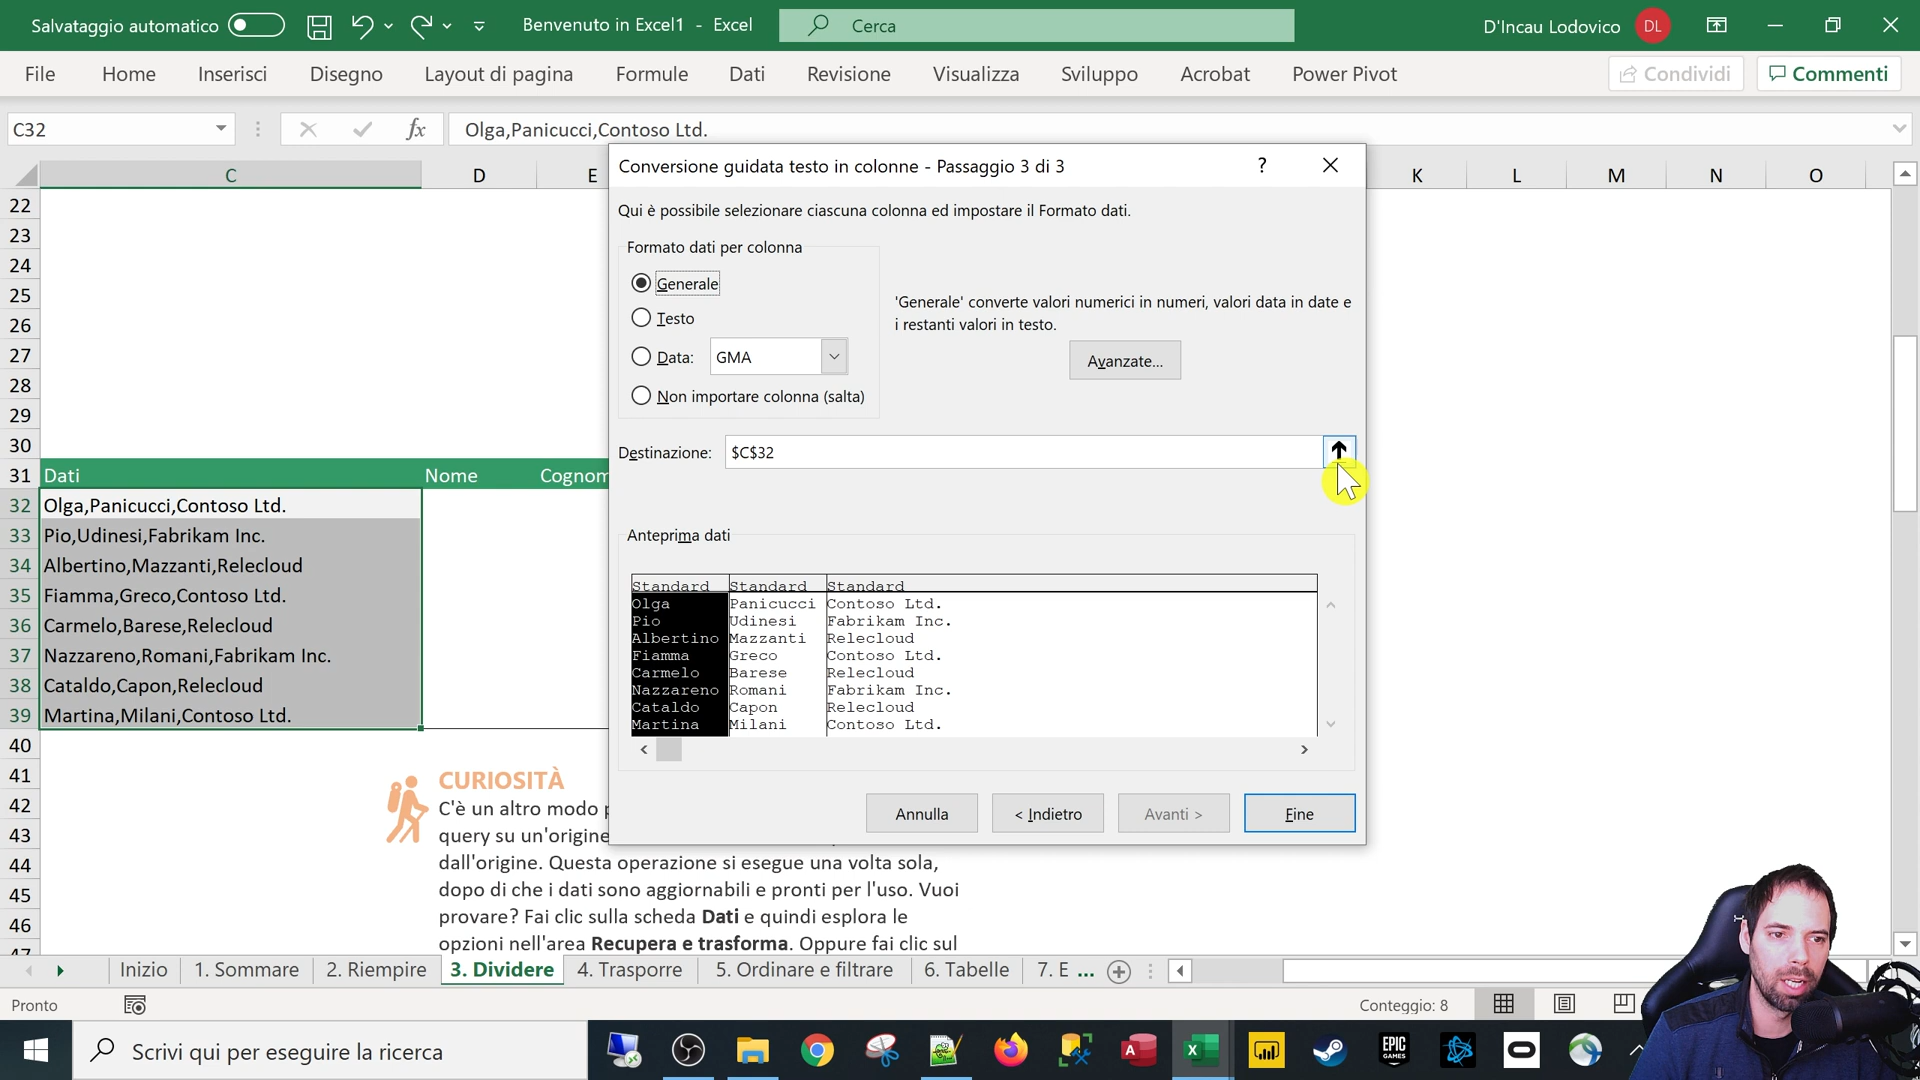 Salvataggio automatico
Benvenuto in Excel1 - Excel
Cerca
D'Incau Lodovico
DL
File
Home
Inserisci
Disegno
Layout di pagina
Formule
Dati
Revisione
Visualizza
Sviluppo
Acrobat
Power Pivot
Condividi
Commenti
C32
fx
Olga,Panicucci,Contoso Ltd.
C
D
E
K
L
M
N
O
Conversione guidata testo in colonne - Passaggio 3 di 3
?
Qui è possibile selezionare ciascuna colonna ed impostare il Formato dati.
Formato dati per colonna
Generale
Testo
Data:
GMA
Non importare colonna (salta)
'Generale' converte valori numerici in numeri, valori data in date e
i restanti valori in testo.
Avanzate...
Destinazione:
$C$32
Anteprima dati
Standard Standard Standard
Olga Panicucci Contoso Ltd.
Pio Udinesi Fabrikam Inc.
Albertino Mazzanti Relecloud
Fiamma Greco Contoso Ltd.
Carmelo Barese Relecloud
Nazzareno Romani Fabrikam Inc.
Cataldo Capon Relecloud
Martina Milani Contoso Ltd.
Annulla
< Indietro
Avanti >
Fine
22
23
24
25
26
27
28
29
30
31 Dati Nome Cognom
32 Olga,Panicucci,Contoso Ltd.
33 Pio,Udinesi,Fabrikam Inc.
34 Albertino,Mazzanti,Relecloud
35 Fiamma,Greco,Contoso Ltd.
36 Carmelo,Barese,Relecloud
37 Nazzareno,Romani,Fabrikam Inc.
38 Cataldo,Capon,Relecloud
39 Martina,Milani,Contoso Ltd.
40
41
42
43
44
45
46
47
CURIOSITÀ
C'è un altro modo
query su un'origine
dall'origine. Questa operazione si esegue una volta sola,
dopo di che i dati sono aggiornabili e pronti per l'uso. Vuoi
provare? Fai clic sulla scheda Dati e quindi esplora le
opzioni nell'area Recupera e trasforma. Oppure fai clic sul
Inizio
1. Sommare
2. Riempire
3. Dividere
4. Trasporre
5. Ordinare e filtrare
6. Tabelle
7. E ...
Pronto
Conteggio: 8
Scrivi qui per eseguire la ricerca
A
X
EPIC
GAMES